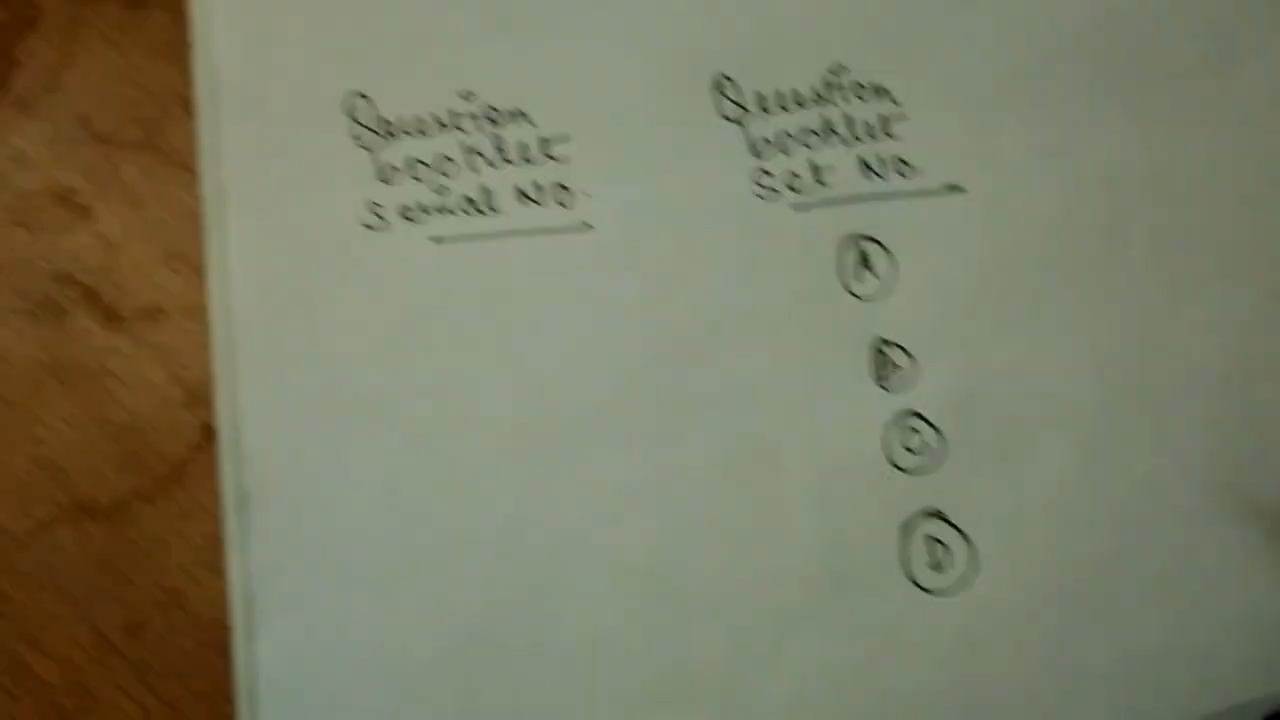 Question
booklet
Serial No.
Question
booklet
Set No.
A
B
C
D